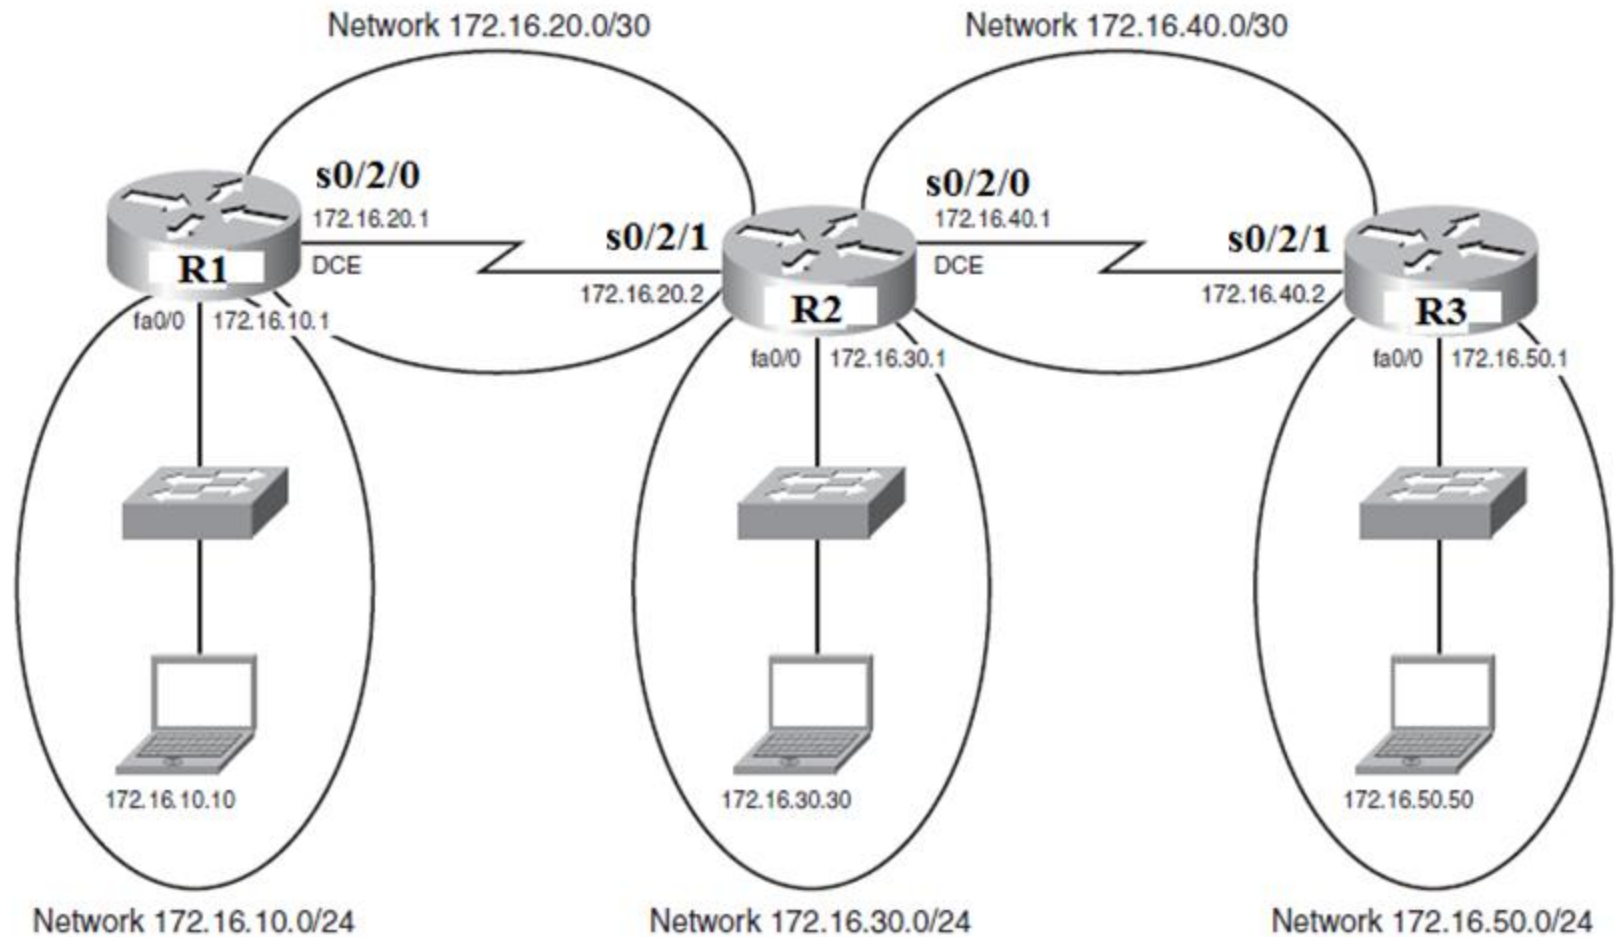 Network 172.16.20.0/30
Network 172.16.40.0/30
s0/2/0
172.16.20.1
DCE
s0/2/1
172.16.20.2
s0/2/0
172.16.40.1
DCE
s0/2/1
172.16.40.2
R1
R2
R3
fa0/0
172.16.10.1
fa0/0
172.16.30.1
fa0/0
172.16.50.1
172.16.10.10
172.16.30.30
172.16.50.50
Network 172.16.10.0/24
Network 172.16.30.0/24
Network 172.16.50.0/24